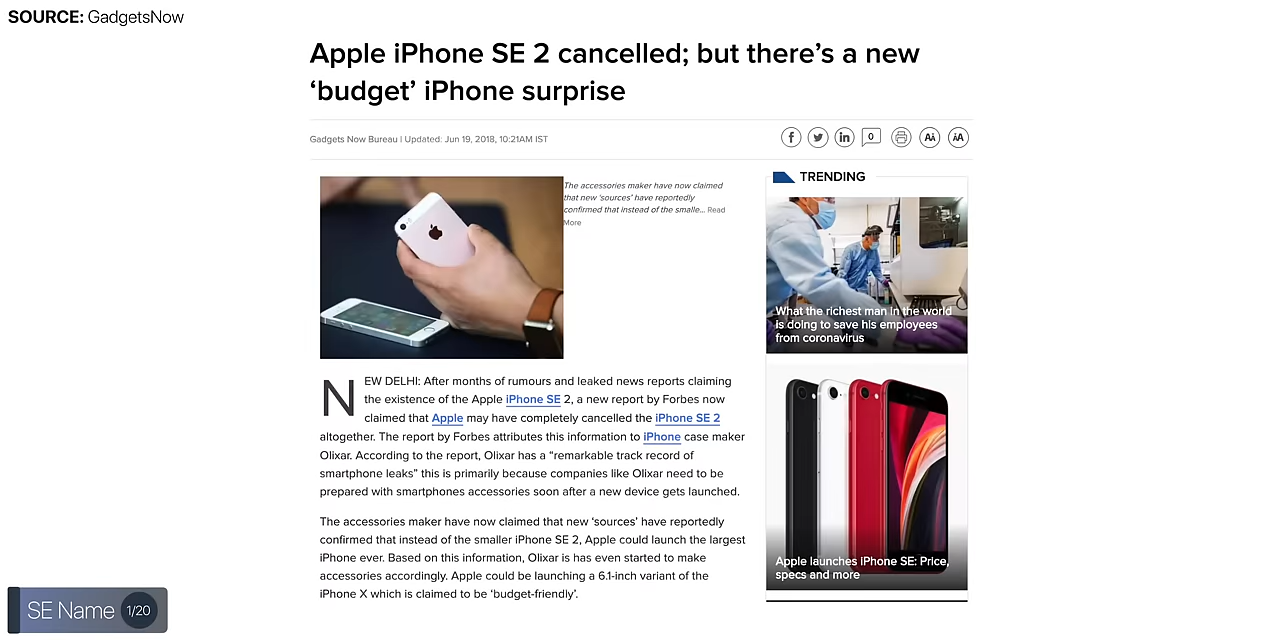 SOURCE: GadgetsNow
Apple iPhone SE 2 cancelled; but there’s a new
‘budget’ iPhone surprise
Gadgets Now Bureau | Updated: Jun 19, 2018, 10:21AM IST
0
AA
AA
The accessories maker have now claimed
that new ‘sources’ have reportedly
confirmed that instead of the smalle... Read
More
NEW DELHI: After months of rumours and leaked news reports claiming
the existence of the Apple iPhone SE 2, a new report by Forbes now
claimed that Apple may have completely cancelled the iPhone SE 2
altogether. The report by Forbes attributes this information to iPhone case maker
Olixar. According to the report, Olixar has a “remarkable track record of
smartphone leaks” this is primarily because companies like Olixar need to be
prepared with smartphones accessories soon after a new device gets launched.
The accessories maker have now claimed that new ‘sources’ have reportedly
confirmed that instead of the smaller iPhone SE 2, Apple could launch the largest
iPhone ever. Based on this information, Olixar is has even started to make
accessories accordingly. Apple could be launching a 6.1-inch variant of the
iPhone X which is claimed to be ‘budget-friendly’.
TRENDING
What the richest man in the world
is doing to save his employees
from coronavirus
Apple launches iPhone SE: Price,
specs and more
SE Name 1/20